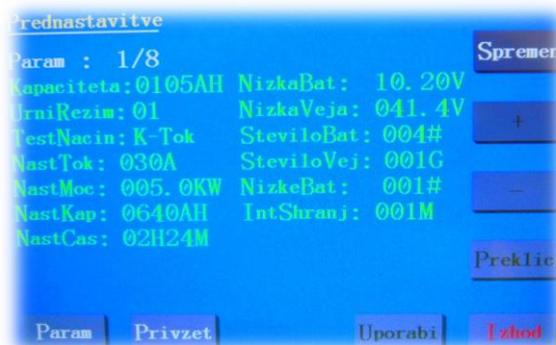 Prednastavitve
Param : 1/8
Spremen
Kapaciteta:0105AH NizkaBat: 10.20V
UrniRezim:01 NizkaVeja:041.4V
+
TestNacin:K-Tok SteviloBat:004#
NastTok:030A SteviloVej:001G
NastMoc:005.0KW NizkeBat: 001#
-
NastKap:0640AH IntShranj:001M
NastCas:02H24M
Preklic
Param Privzet Uporabi Izhod